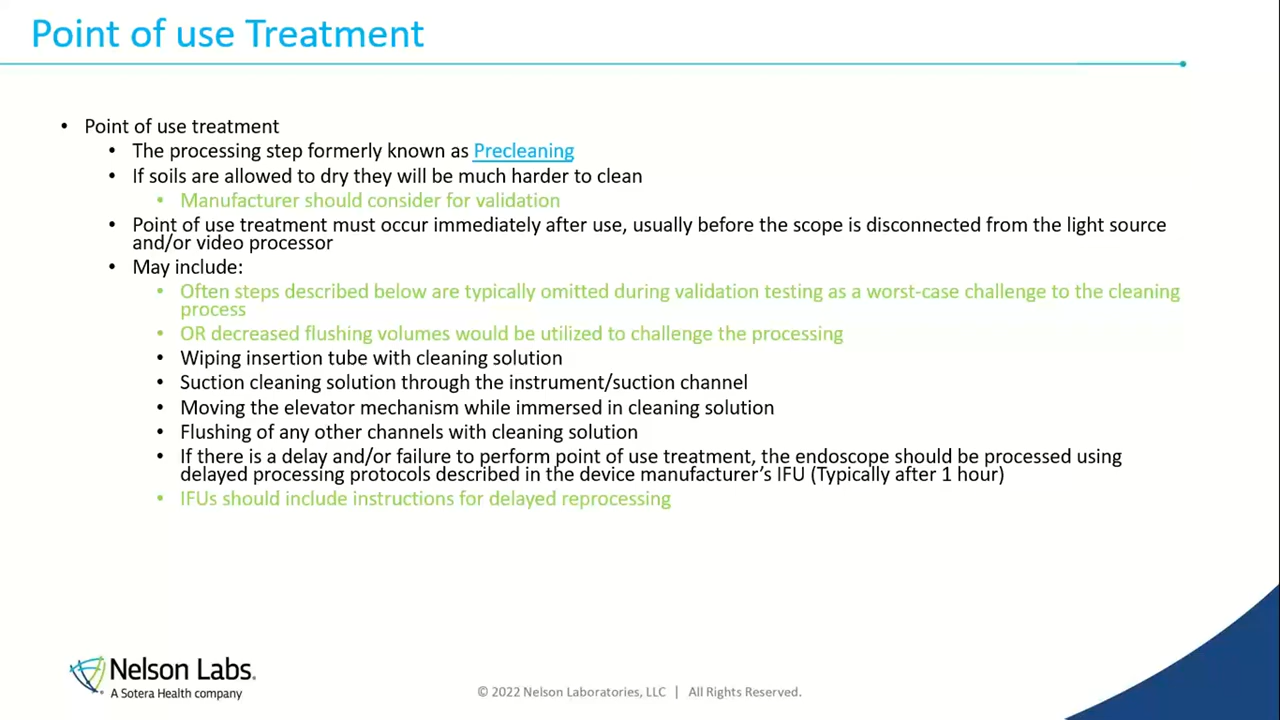 Point of use Treatment
• Point of use treatment
• The processing step formerly known as Precleaning
• If soils are allowed to dry they will be much harder to clean
• Manufacturer should consider for validation
• Point of use treatment must occur immediately after use, usually before the scope is disconnected from the light source
and/or video processor
• May include:
• Often steps described below are typically omitted during validation testing as a worst-case challenge to the cleaning
process
• OR decreased flushing volumes would be utilized to challenge the processing
• Wiping insertion tube with cleaning solution
• Suction cleaning solution through the instrument/suction channel
• Moving the elevator mechanism while immersed in cleaning solution
• Flushing of any other channels with cleaning solution
• If there is a delay and/or failure to perform point of use treatment, the endoscope should be processed using
delayed processing protocols described in the device manufacturer's IFU (Typically after 1 hour)
• IFUs should include instructions for delayed reprocessing
Nelson Labs.
A Sotera Health company
© 2022 Nelson Laboratories, LLC | All Rights Reserved.